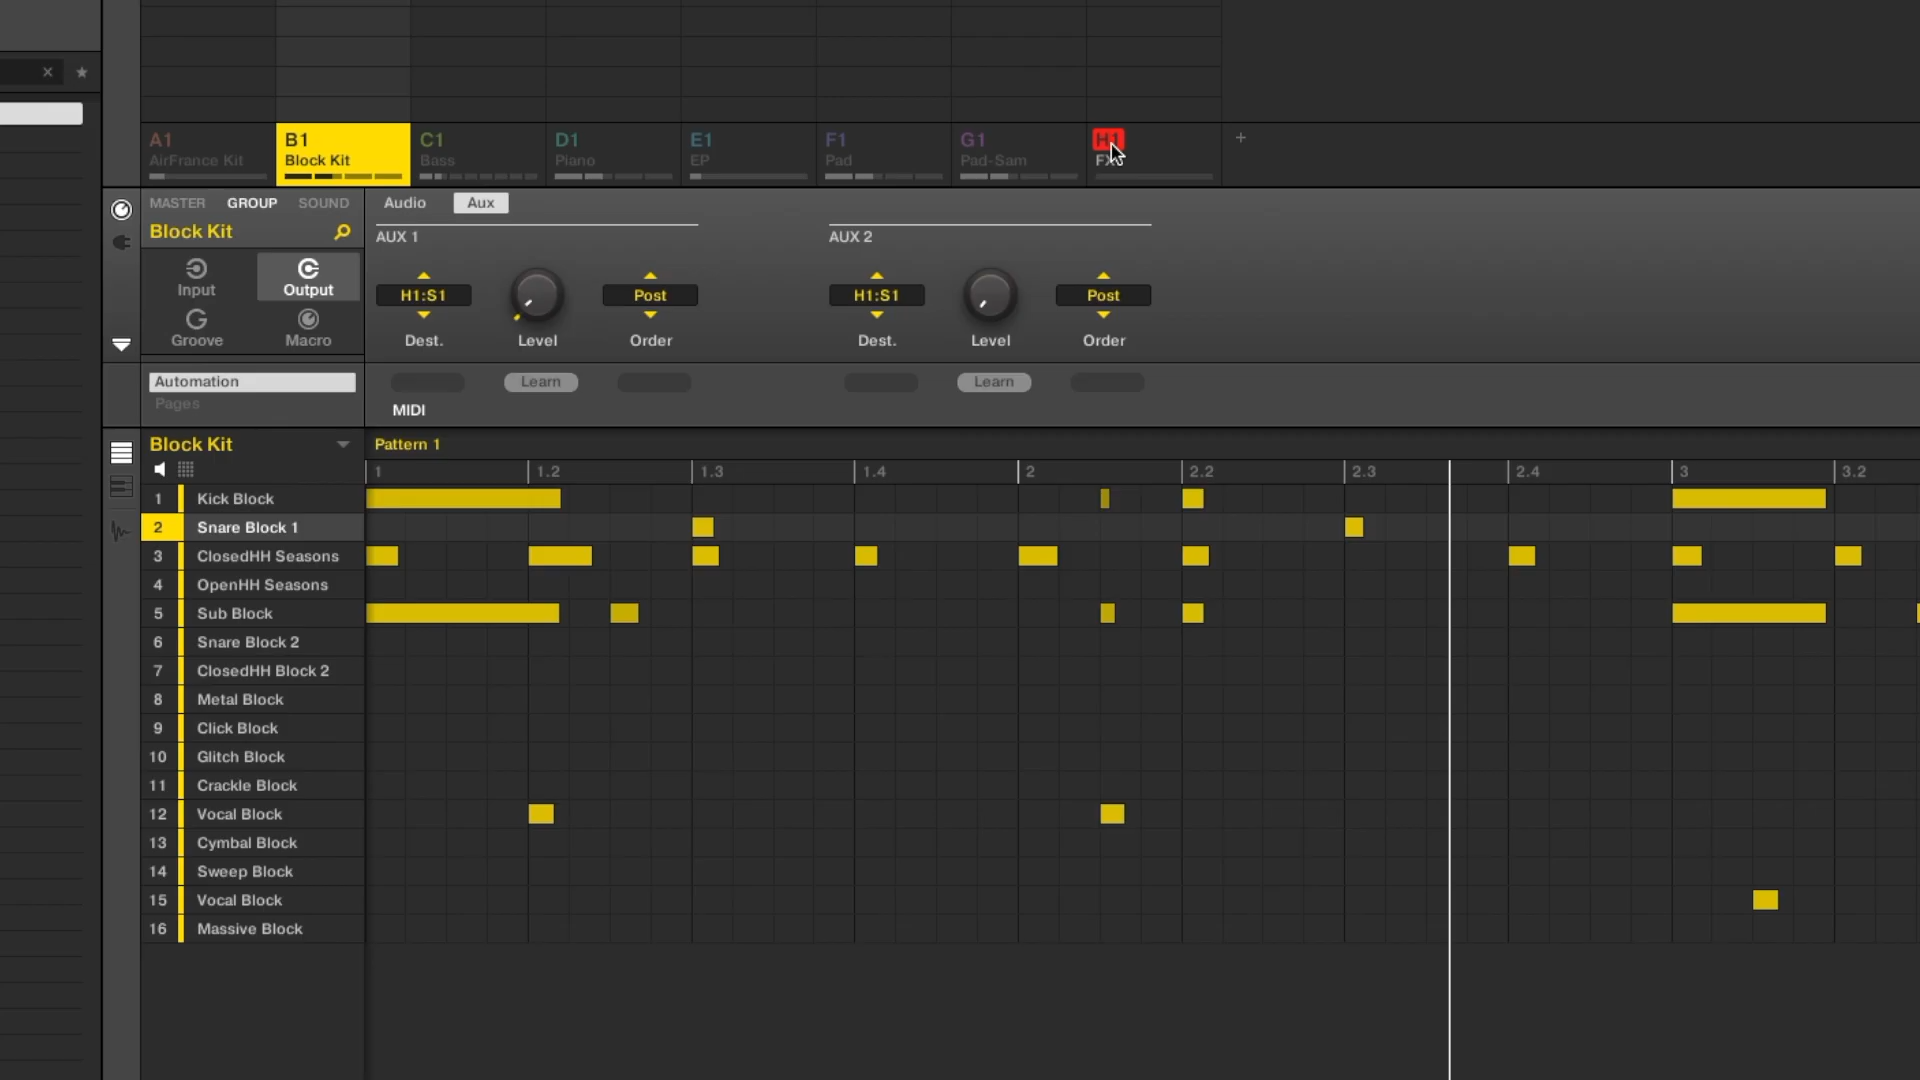 A1 B1 C1 D1 E1 F1 G1 H1 +
AirFrance Kit Block Kit Bass Piano EP Pad Pad-Sam
MASTER GROUP SOUND Audio Aux
Block Kit AUX 1 AUX 2
Input Output H1:S1 Post H1:S1 Post
Groove Macro Dest. Level Order Dest. Level Order
Automation Learn Learn
Pages MIDI
Block Kit Pattern 1
1 1.2 1.3 1.4 2 2.2 2.3 2.4 3 3.2
1 Kick Block
2 Snare Block 1
3 ClosedHH Seasons
4 OpenHH Seasons
5 Sub Block
6 Snare Block 2
7 ClosedHH Block 2
8 Metal Block
9 Click Block
10 Glitch Block
11 Crackle Block
12 Vocal Block
13 Cymbal Block
14 Sweep Block
15 Vocal Block
16 Massive Block